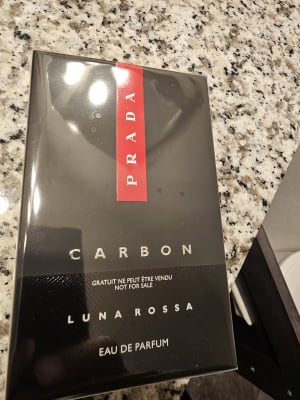 PRADA
CARBON
GRATUIT NE PEUT ÊTRE VENDU
NOT FOR SALE
LUNA ROSSA
EAU DE PARFUM